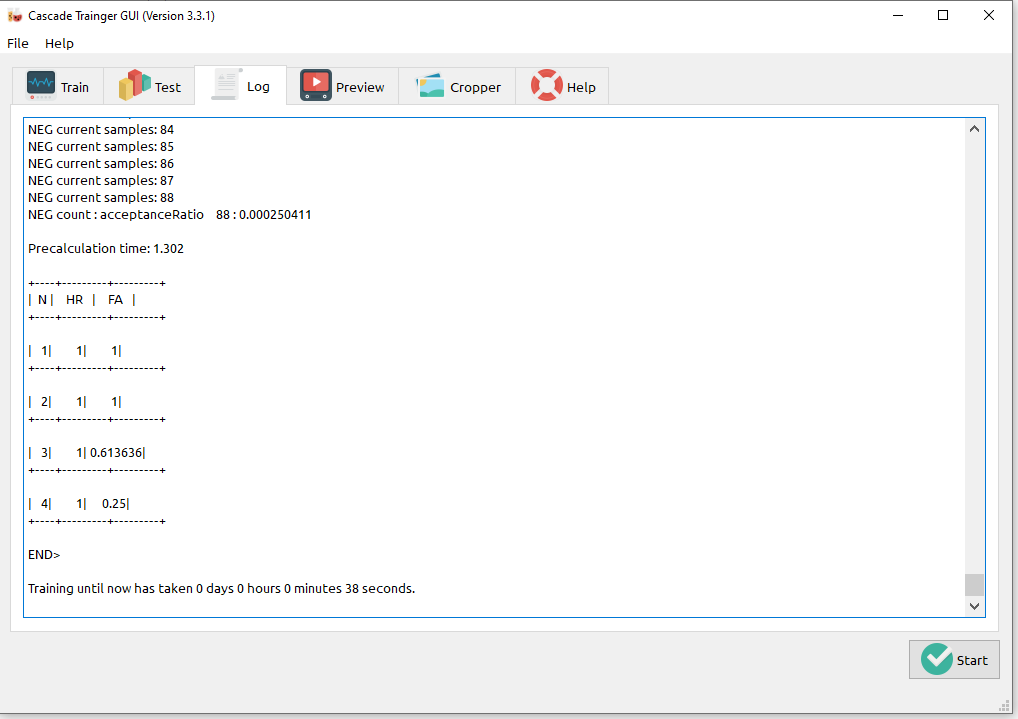 Cascade Trainger GUI (Version 3.3.1)
File Help
Train Test Log Preview Cropper Help
NEG current samples: 84
NEG current samples: 85
NEG current samples: 86
NEG current samples: 87
NEG current samples: 88
NEG count : acceptanceRatio    88 : 0.000250411
Precalculation time: 1.302
+----+---------+---------+
|  N |   HR   |   FA   |
+----+---------+---------+
|   1|        1|        1|
+----+---------+---------+
|   2|        1|        1|
+----+---------+---------+
|   3|        1| 0.613636|
+----+---------+---------+
|   4|        1|     0.25|
+----+---------+---------+
END>
Training until now has taken 0 days 0 hours 0 minutes 38 seconds.
Start